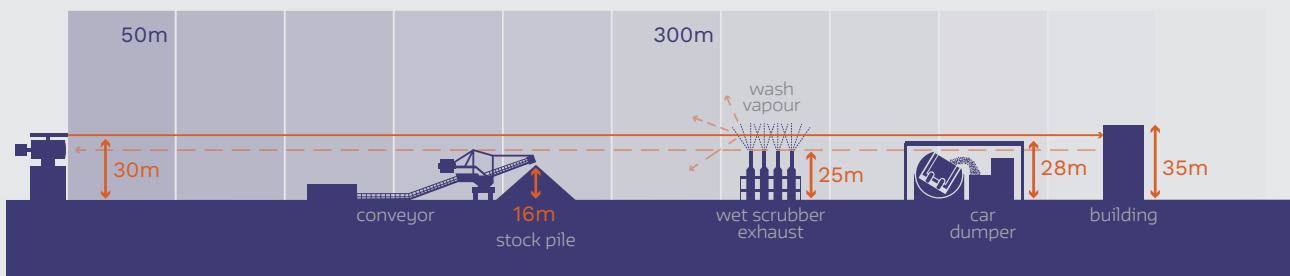 50m
300m
wash
vapour
30m
16m
25m
28m
35m
conveyor
stock pile
wet scrubber
exhaust
car
dumper
building